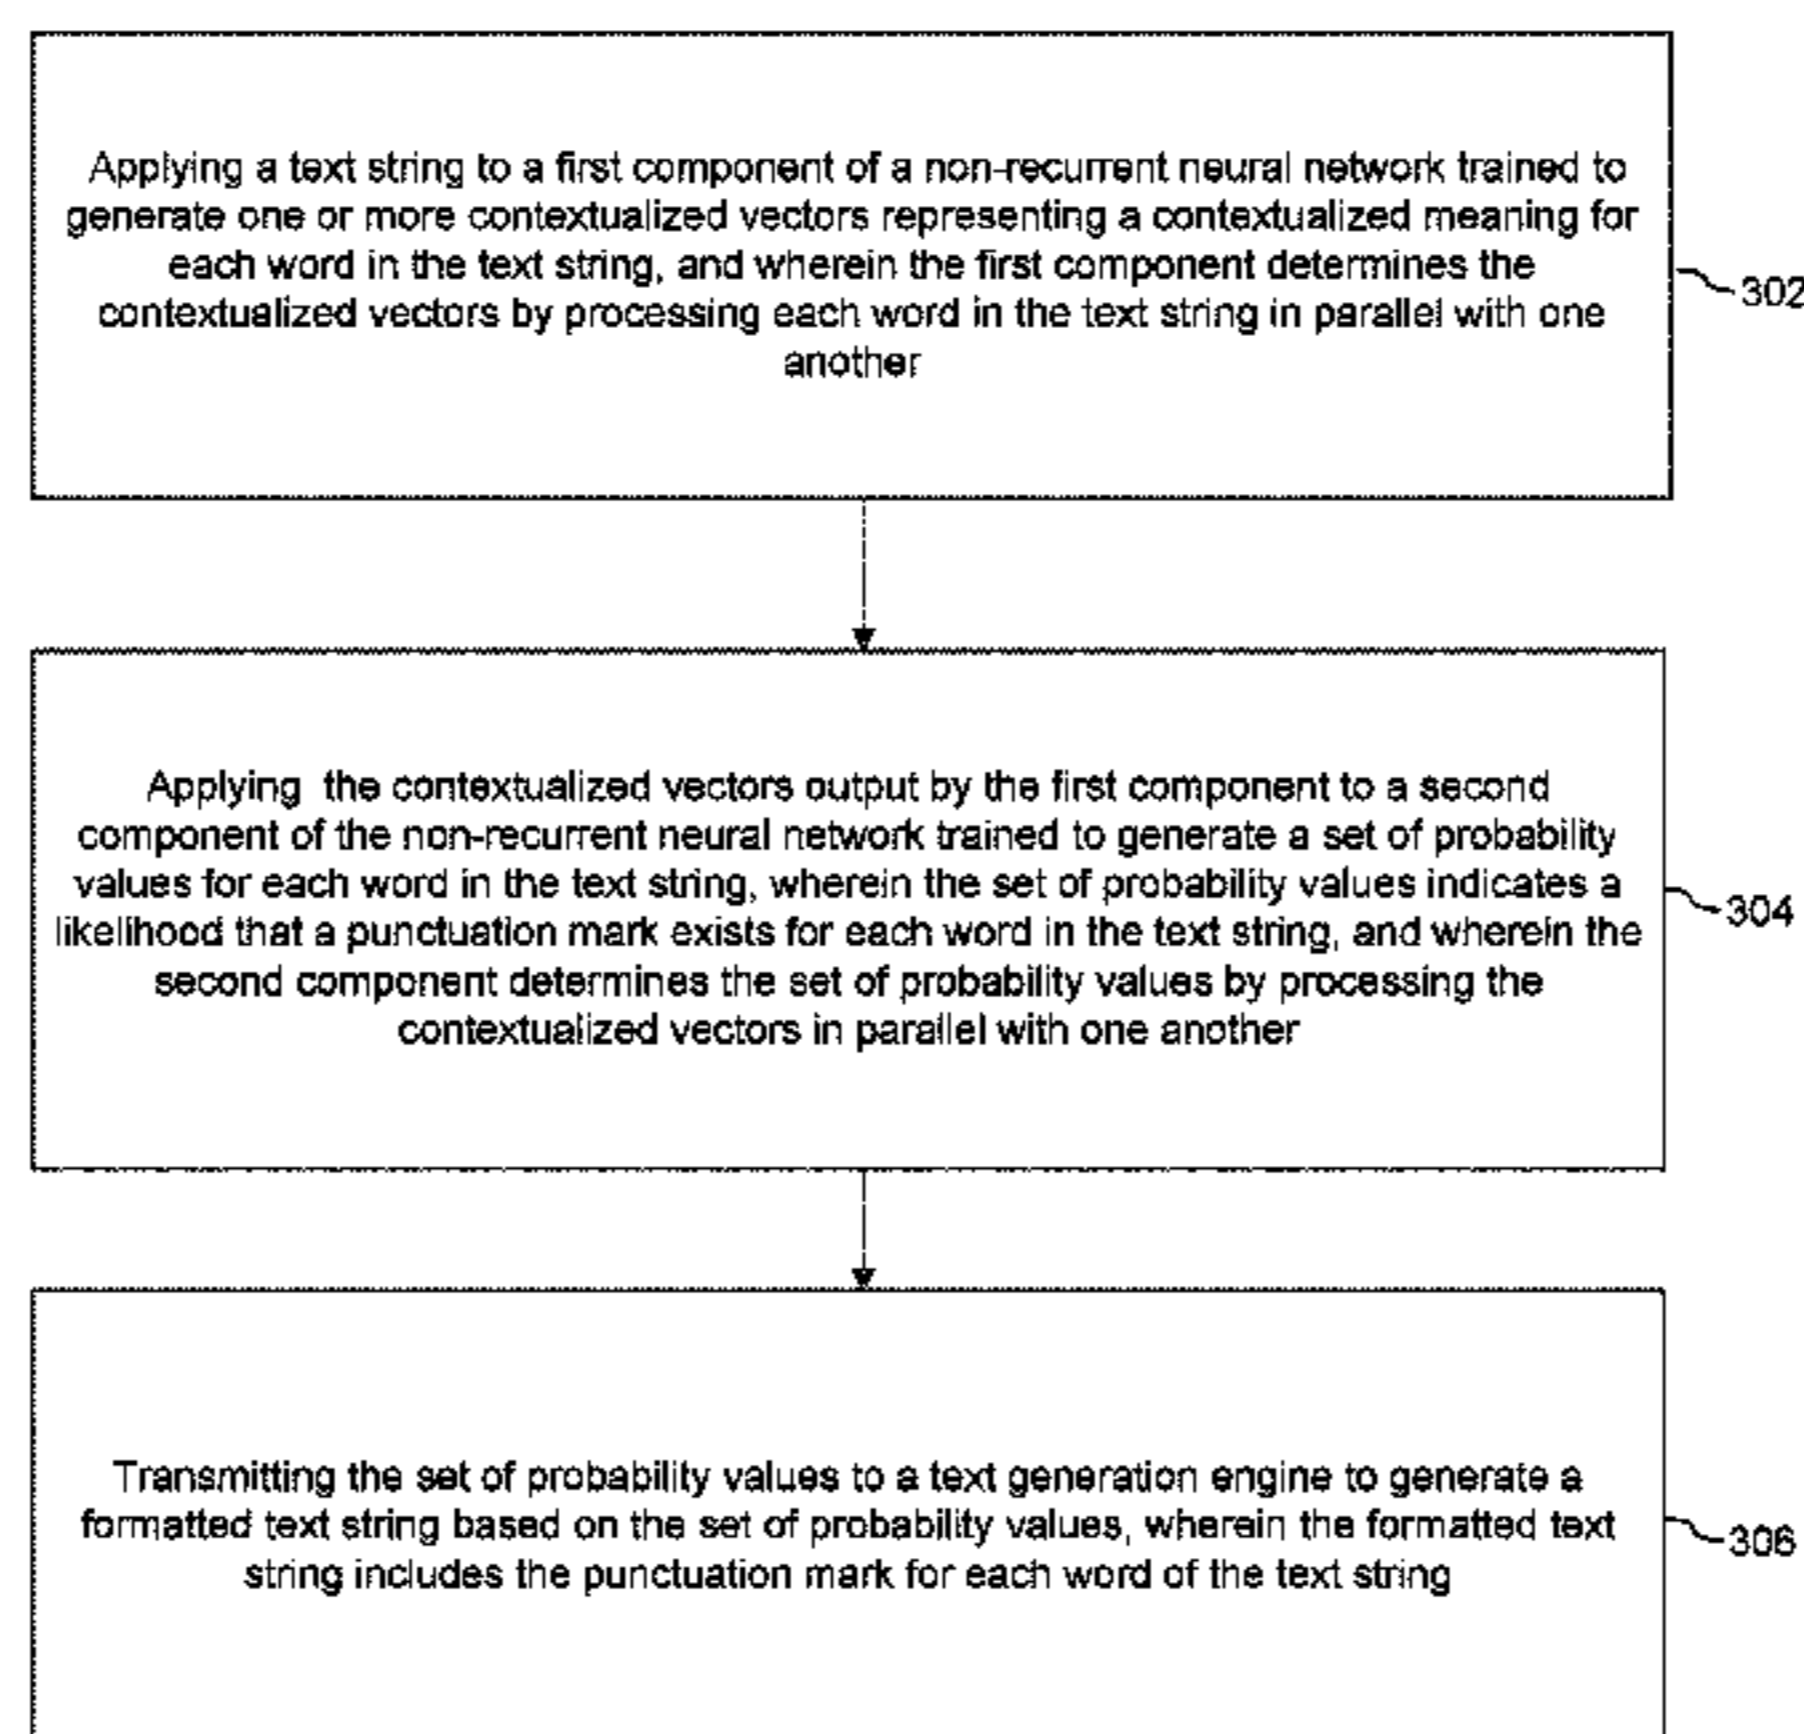 Applying a text string to a first component of a non-recurrent neural network trained to
generate one or more contextualized vectors representing a contextualized meaning for
each word in the text string, and wherein the first component determines the
contextualized vectors by processing each word in the text string in parallel with one
another
302
Applying the contextualized vectors output by the first component to a second
component of the non-recurrent neural network trained to generate a set of probability
values for each word in the text string, wherein the set of probability values indicates a
likelihood that a punctuation mark exists for each word in the text string, and wherein the
second component determines the set of probability values by processing the
contextualized vectors in parallel with one another
304
Transmitting the set of probability values to a text generation engine to generate a
formatted text string based on the set of probability values, wherein the formatted text
string includes the punctuation mark for each word of the text string
306